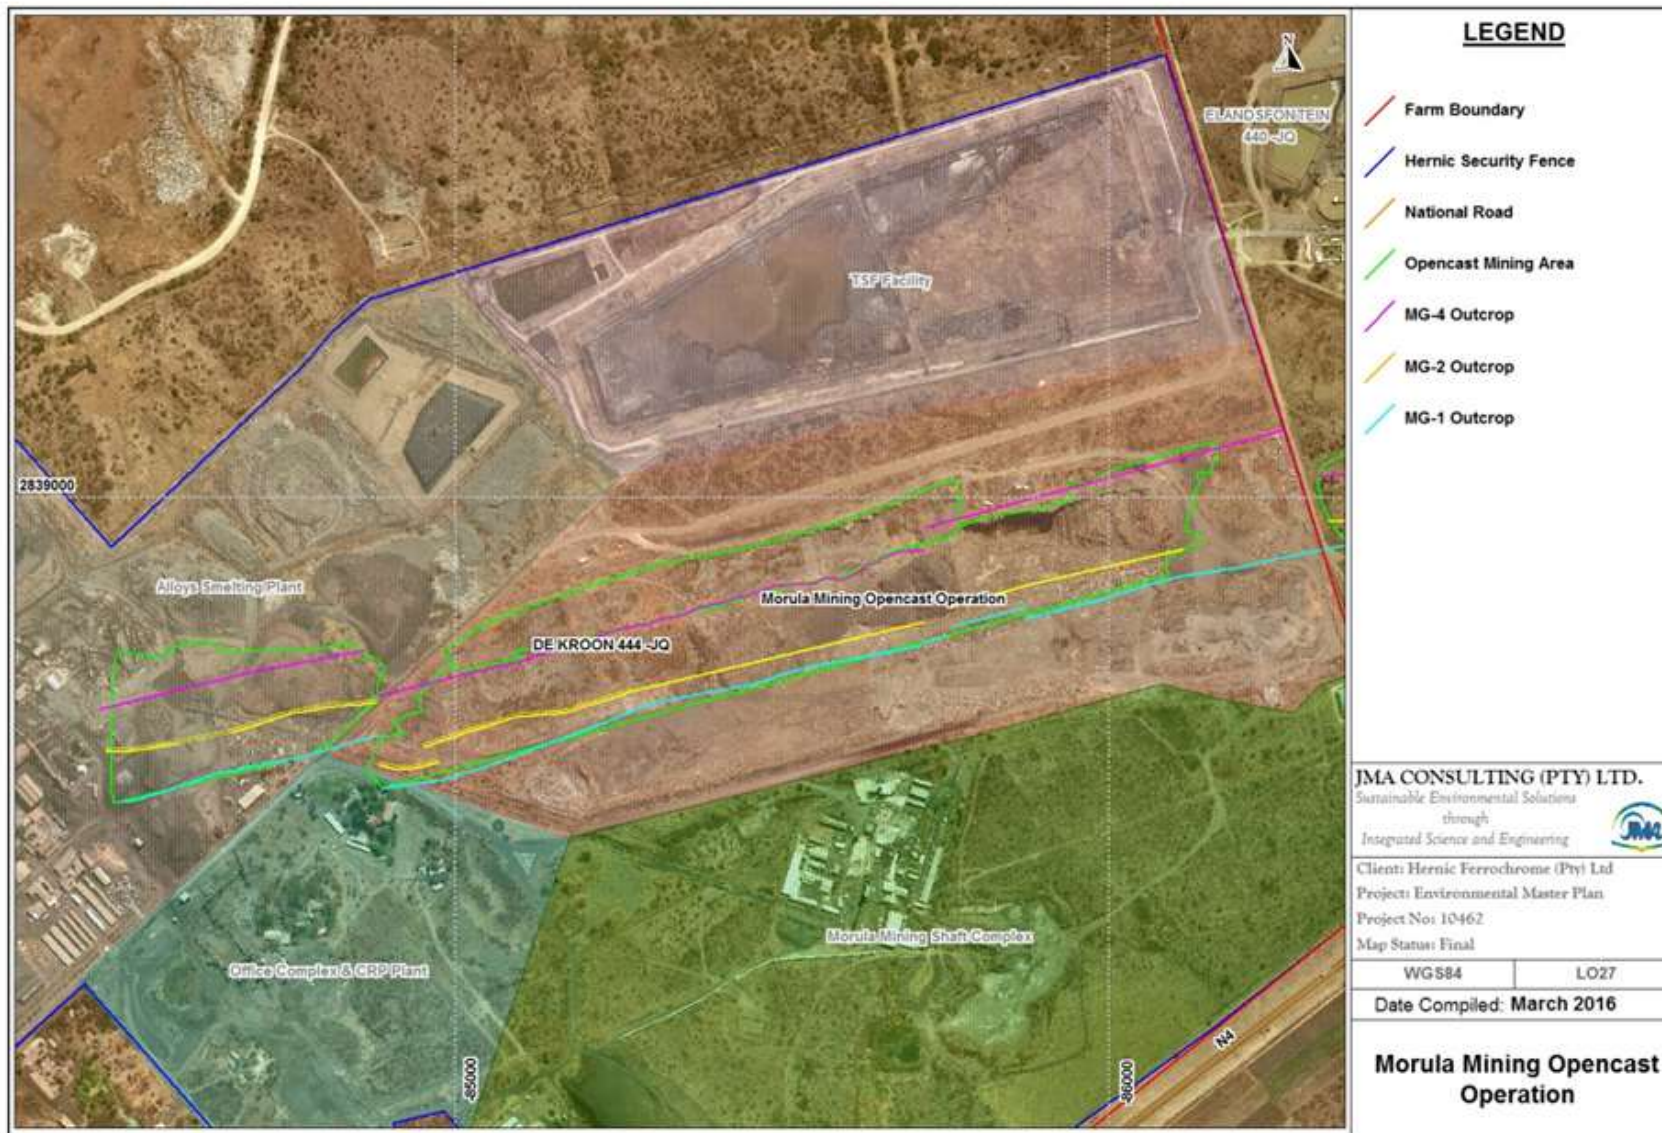 N
ELANDSFONTEIN
440 -JQ
TSF Facility
2839000
Alloys Smelting Plant
Morula Mining Opencast Operation
DE KROON 444 -JQ
Morula Mining Shaft Complex
Office Complex & CRP Plant
-85000
-86000
N4
LEGEND
Farm Boundary
Hernic Security Fence
National Road
Opencast Mining Area
MG-4 Outcrop
MG-2 Outcrop
MG-1 Outcrop
JMA CONSULTING (PTY) LTD.
Sustainable Environmental Solutions
through
Integrated Science and Engineering
JMA
Client: Hernic Ferrochrome (Pty) Ltd
Project: Environmental Master Plan
Project No: 10462
Map Status: Final
WGS84 LO27
Date Compiled: March 2016
Morula Mining Opencast
Operation